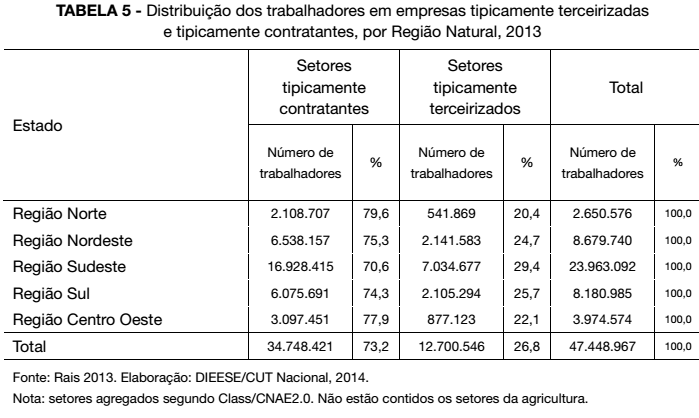 TABELA 5 - Distribuição dos trabalhadores em empresas tipicamente terceirizadas
e tipicamente contratantes, por Região Natural, 2013
Estado
Setores tipicamente contratantes
Setores tipicamente terceirizados
Total
Número de trabalhadores % Número de trabalhadores % Número de trabalhadores %
Região Norte 2.108.707 79,6 541.869 20,4 2.650.576 100,0
Região Nordeste 6.538.157 75,3 2.141.583 24,7 8.679.740 100,0
Região Sudeste 16.928.415 70,6 7.034.677 29,4 23.963.092 100,0
Região Sul 6.075.691 74,3 2.105.294 25,7 8.180.985 100,0
Região Centro Oeste 3.097.451 77,9 877.123 22,1 3.974.574 100,0
Total 34.748.421 73,2 12.700.546 26,8 47.448.967 100,0
Fonte: Rais 2013. Elaboração: DIEESE/CUT Nacional, 2014.
Nota: setores agregados segundo Class/CNAE2.0. Não estão contidos os setores da agricultura.